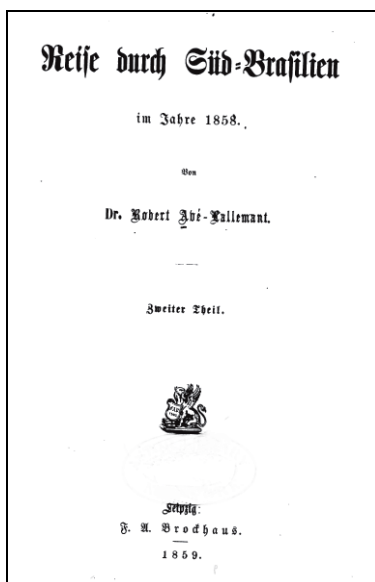 Reise durch Süd-Brasilien
im Jahre 1858.
Von
Dr. Robert Avé-Lallemant.
Zweiter Theil.
Leipzig:
F. A. Brockhaus.
1859.